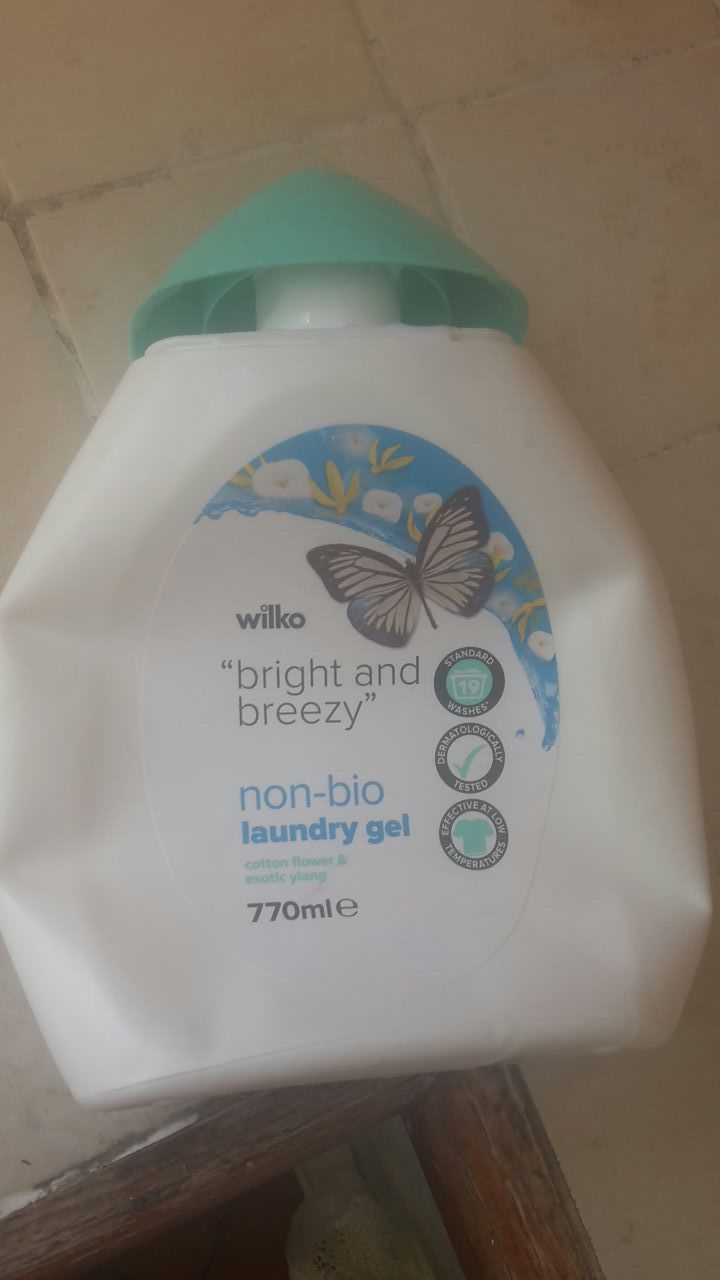 wilko
“bright and
breezy”
STANDARD
19
WASHES*
DERMATOLOGICALLY
TESTED
EFFECTIVE AT LOW
TEMPERATURES
non-bio
laundry gel
cotton flower &
exotic ylang
770ml℮